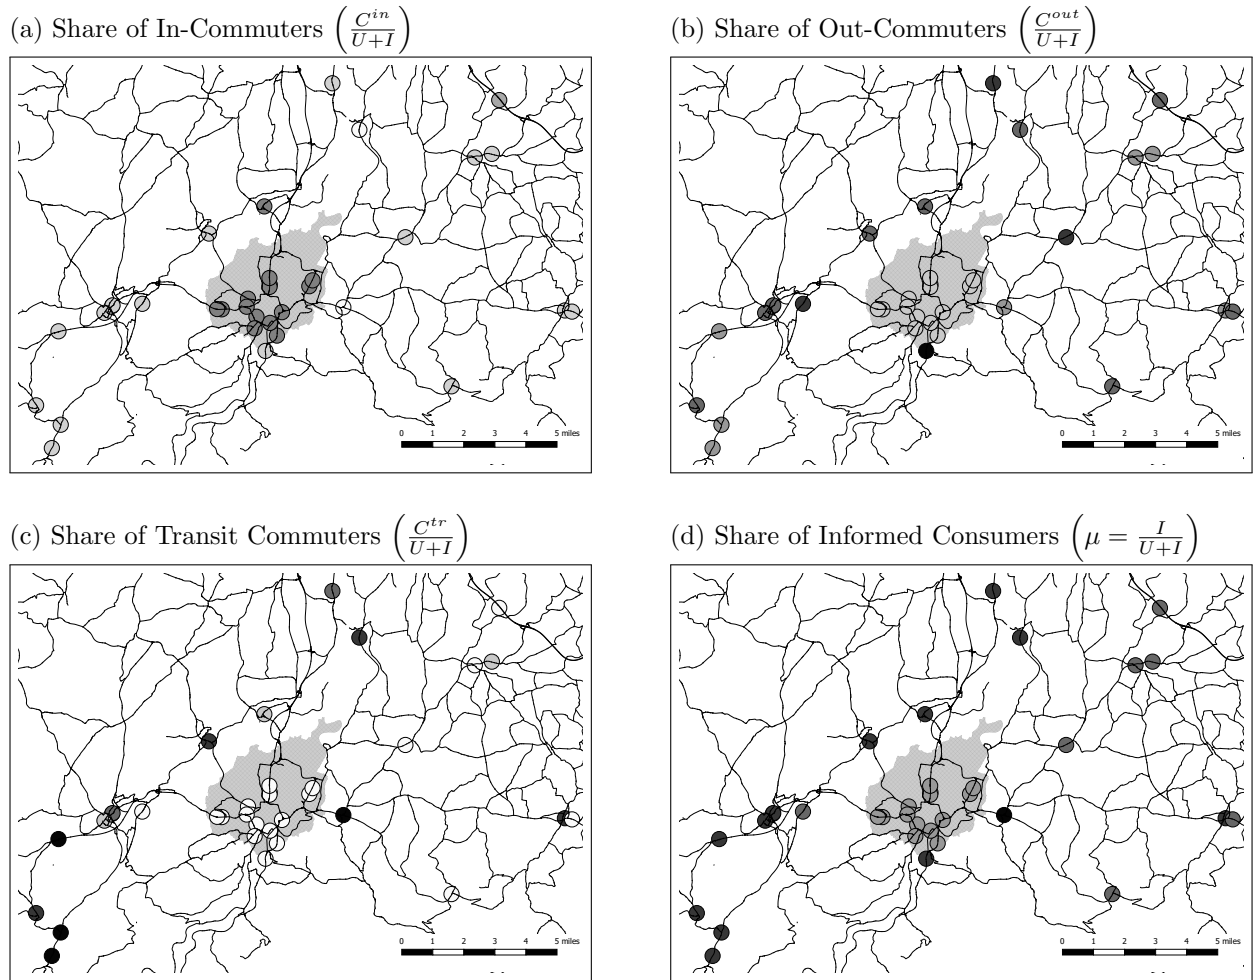 (a) Share of In-Commuters (C^{in}/U+I)
(b) Share of Out-Commuters (C^{out}/U+I)
0 1 2 3 4 5 miles
0 1 2 3 4 5 miles
(c) Share of Transit Commuters (C^{tr}/U+I)
(d) Share of Informed Consumers (μ = I/U+I)
0 1 2 3 4 5 miles
0 1 2 3 4 5 miles